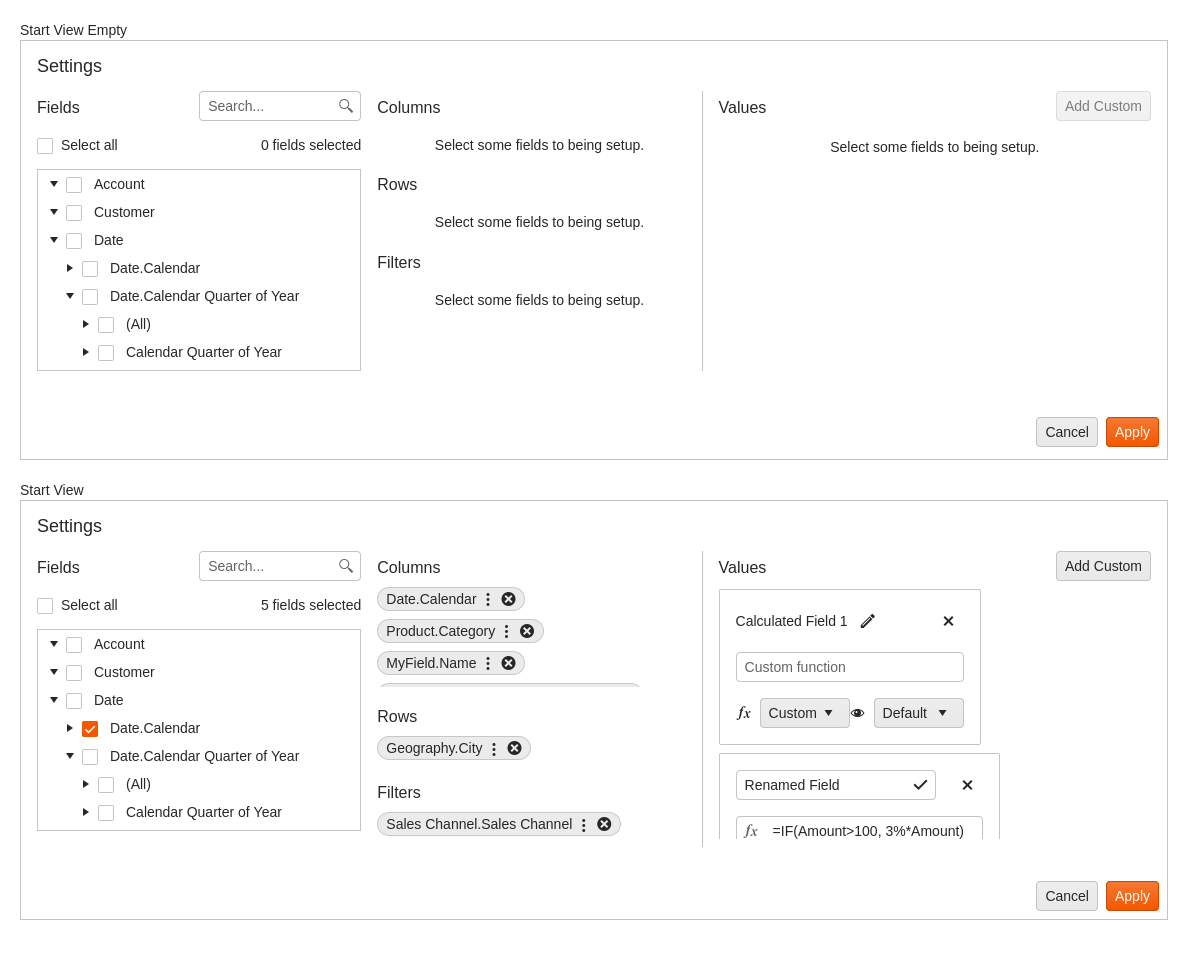 Start View Empty
Settings
Fields
Search...
Select all
0 fields selected
Account
Customer
Date
Date.Calendar
Date.Calendar Quarter of Year
(All)
Calendar Quarter of Year
Columns
Select some fields to being setup.
Rows
Select some fields to being setup.
Filters
Select some fields to being setup.
Values
Add Custom
Select some fields to being setup.
Cancel
Apply
Start View
Settings
Fields
Search...
Select all
5 fields selected
Account
Customer
Date
Date.Calendar
Date.Calendar Quarter of Year
(All)
Calendar Quarter of Year
Columns
Date.Calendar
Product.Category
MyField.Name
Rows
Geography.City
Filters
Sales Channel.Sales Channel
Values
Add Custom
Calculated Field 1
Custom function
fx Custom Default
Renamed Field
fx =IF(Amount>100, 3%*Amount)
Cancel
Apply